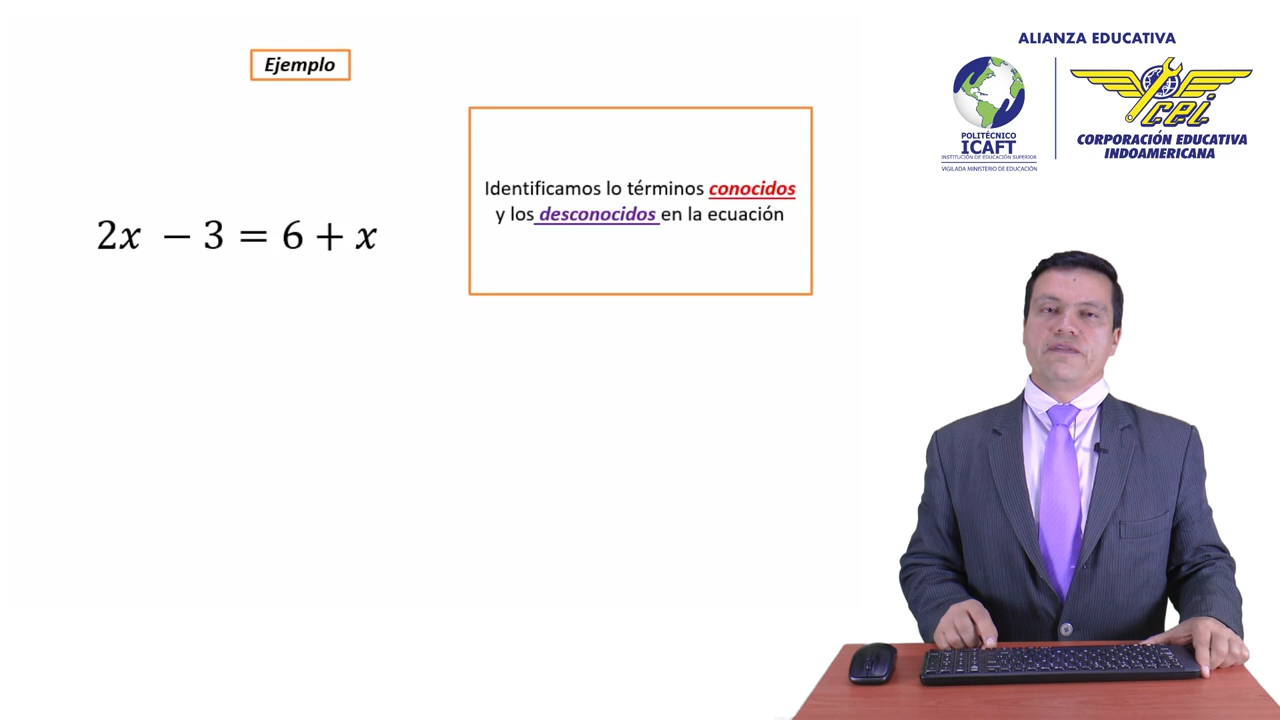 Ejemplo
2x − 3 = 6 + x
Identificamos lo términos conocidos
y los desconocidos en la ecuación
ALIANZA EDUCATIVA
POLITÉCNICO
ICAFT
INSTITUCIÓN DE EDUCACIÓN SUPERIOR
VIGILADA MINISTERIO DE EDUCACIÓN
cei
CORPORACIÓN EDUCATIVA
INDOAMERICANA